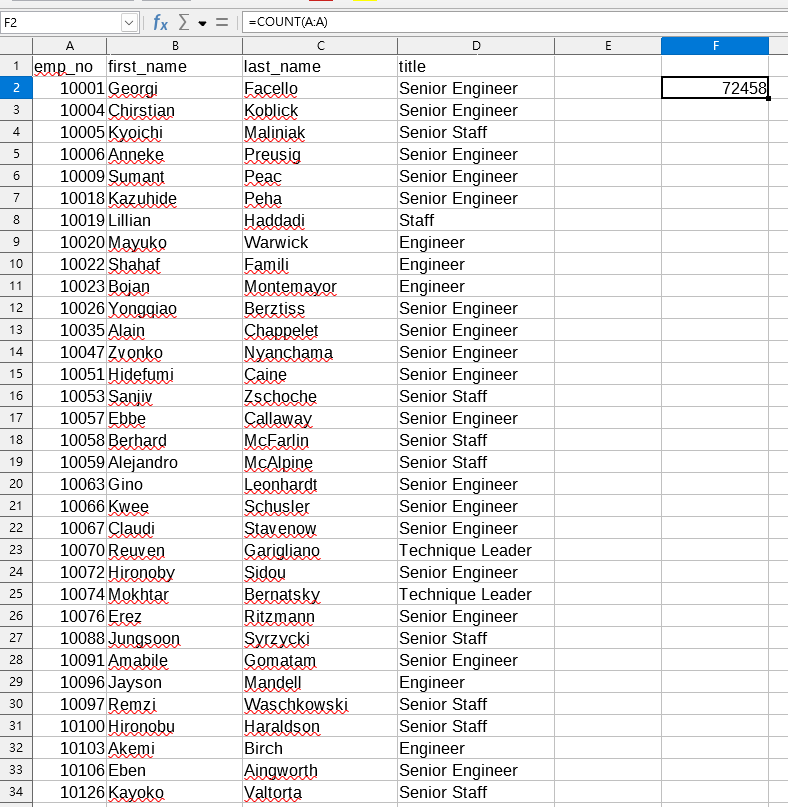 F2 fx Σ = =COUNT(A:A)
A B C D E F
1 emp_no first_name last_name title
2 10001 Georgi Facello Senior Engineer 72458
3 10004 Chirstian Koblick Senior Engineer
4 10005 Kyoichi Maliniak Senior Staff
5 10006 Anneke Preusig Senior Engineer
6 10009 Sumant Peac Senior Engineer
7 10018 Kazuhide Peha Senior Engineer
8 10019 Lillian Haddadi Staff
9 10020 Mayuko Warwick Engineer
10 10022 Shahaf Famili Engineer
11 10023 Bojan Montemayor Engineer
12 10026 Yongqiao Berztiss Senior Engineer
13 10035 Alain Chappelet Senior Engineer
14 10047 Zvonko Nyanchama Senior Engineer
15 10051 Hidefumi Caine Senior Engineer
16 10053 Sanjiv Zschoche Senior Staff
17 10057 Ebbe Callaway Senior Engineer
18 10058 Berhard McFarlin Senior Staff
19 10059 Alejandro McAlpine Senior Staff
20 10063 Gino Leonhardt Senior Engineer
21 10066 Kwee Schusler Senior Engineer
22 10067 Claudi Stavenow Senior Engineer
23 10070 Reuven Garigliano Technique Leader
24 10072 Hironoby Sidou Senior Engineer
25 10074 Mokhtar Bernatsky Technique Leader
26 10076 Erez Ritzmann Senior Engineer
27 10088 Jungsoon Syrzycki Senior Staff
28 10091 Amabile Gomatam Senior Engineer
29 10096 Jayson Mandell Engineer
30 10097 Remzi Waschkowski Senior Staff
31 10100 Hironobu Haraldson Senior Staff
32 10103 Akemi Birch Engineer
33 10106 Eben Aingworth Senior Engineer
34 10126 Kayoko Valtorta Senior Staff